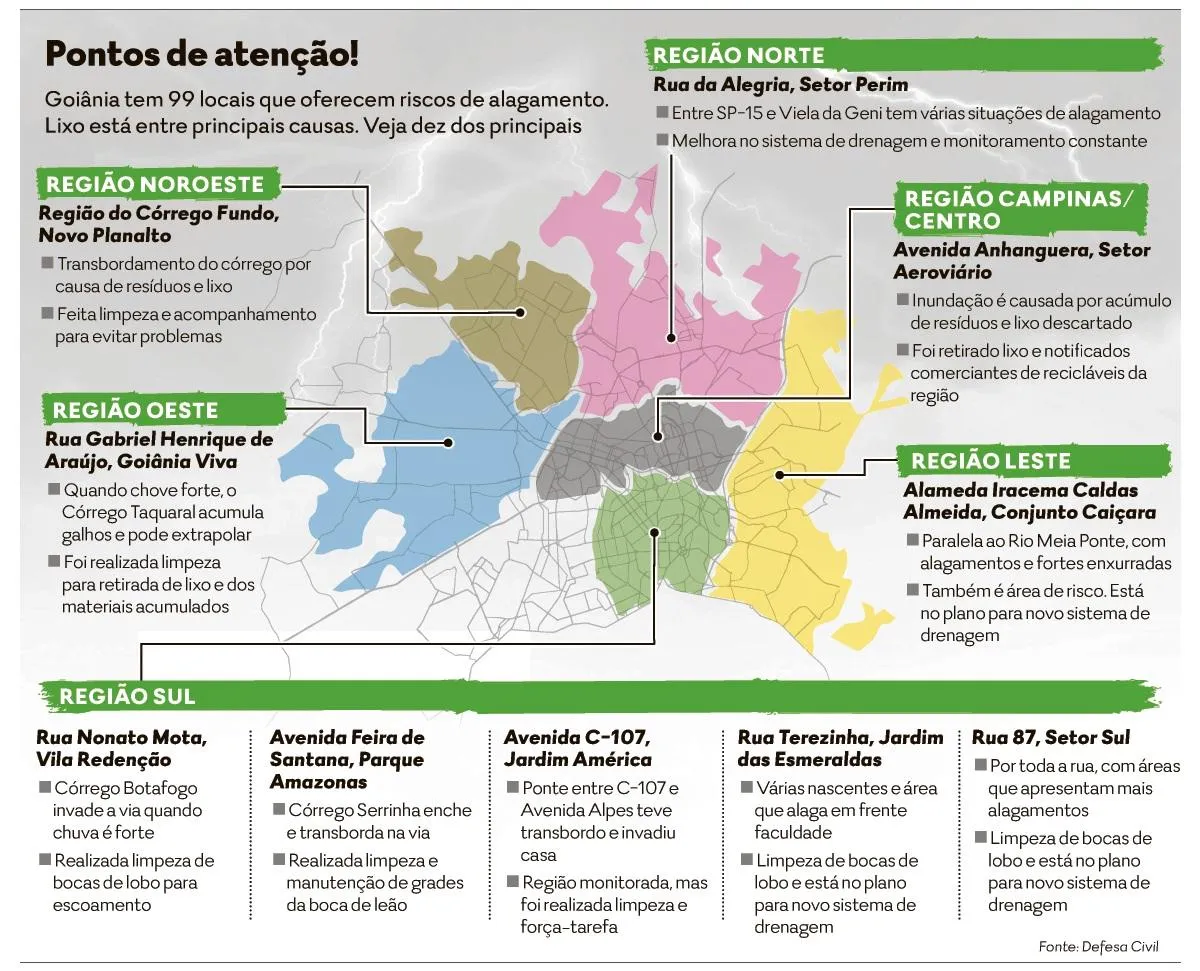 Pontos de atenção!
Goiânia tem 99 locais que oferecem riscos de alagamento.
Lixo está entre principais causas. Veja dez dos principais
REGIÃO NORTE
Rua da Alegria, Setor Perim
Entre SP-15 e Viela da Geni tem várias situações de alagamento
Melhora no sistema de drenagem e monitoramento constante
REGIÃO NOROESTE
Região do Córrego Fundo,
Novo Planalto
Transbordamento do córrego por
causa de resíduos e lixo
Feita limpeza e acompanhamento
para evitar problemas
REGIÃO CAMPINAS/
CENTRO
Avenida Anhanguera, Setor
Aeroviário
Inundação é causada por acúmulo
de resíduos e lixo descartado
Foi retirado lixo e notificados
comerciantes de recicláveis da
região
REGIÃO OESTE
Rua Gabriel Henrique de
Araújo, Goiânia Viva
Quando chove forte, o
Córrego Taquaral acumula
galhos e pode extrapolar
Foi realizada limpeza
para retirada de lixo e dos
materiais acumulados
REGIÃO LESTE
Alameda Iracema Caldas
Almeida, Conjunto Caiçara
Paralela ao Rio Meia Ponte, com
alagamentos e fortes enxurradas
Também é área de risco. Está
no plano para novo sistema de
drenagem
REGIÃO SUL
Rua Nonato Mota,
Vila Redenção
Córrego Botafogo
invade a via quando
chuva é forte
Realizada limpeza de
bocas de lobo para
escoamento
Avenida Feira de
Santana, Parque
Amazonas
Córrego Serrinha enche
e transborda na via
Realizada limpeza e
manutenção de grades
da boca de leão
Avenida C-107,
Jardim América
Ponte entre C-107 e
Avenida Alpes teve
transbordo e invadiu
casa
Região monitorada, mas
foi realizada limpeza e
força-tarefa
Rua Terezinha, Jardim
das Esmeraldas
Várias nascentes e área
que alaga em frente
faculdade
Limpeza de bocas de
lobo e está no plano
para novo sistema de
drenagem
Rua 87, Setor Sul
Por toda a rua, com áreas
que apresentam mais
alagamentos
Limpeza de bocas de
lobo e está no plano
para novo sistema de
drenagem
Fonte: Defesa Civil